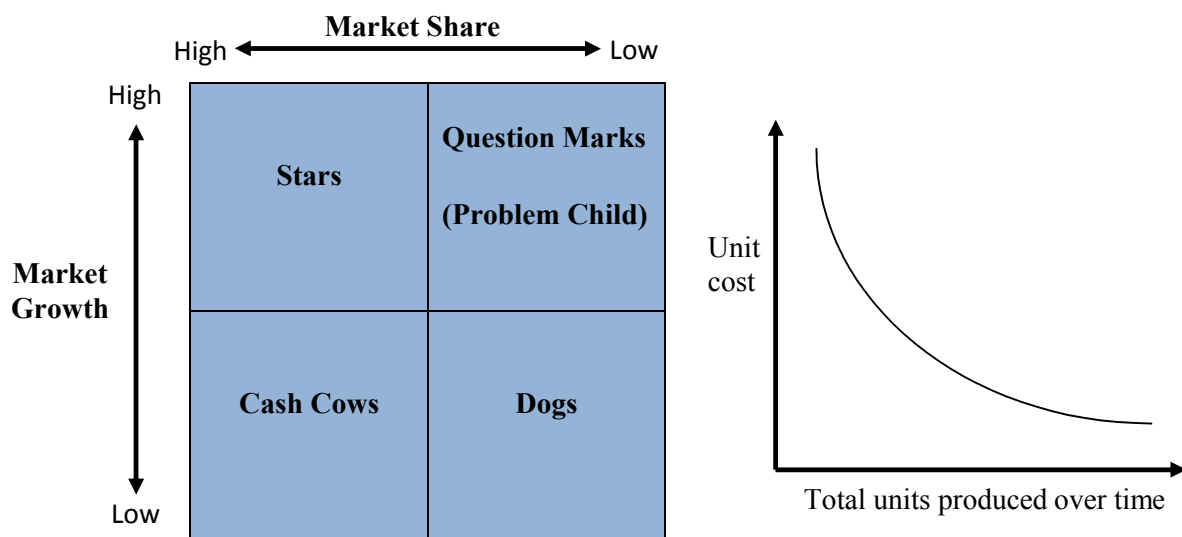 Market Share
High
Low
High
Stars
Question Marks
(Problem Child)
Market
Growth
Cash Cows
Dogs
Low
Unit
cost
Total units produced over time